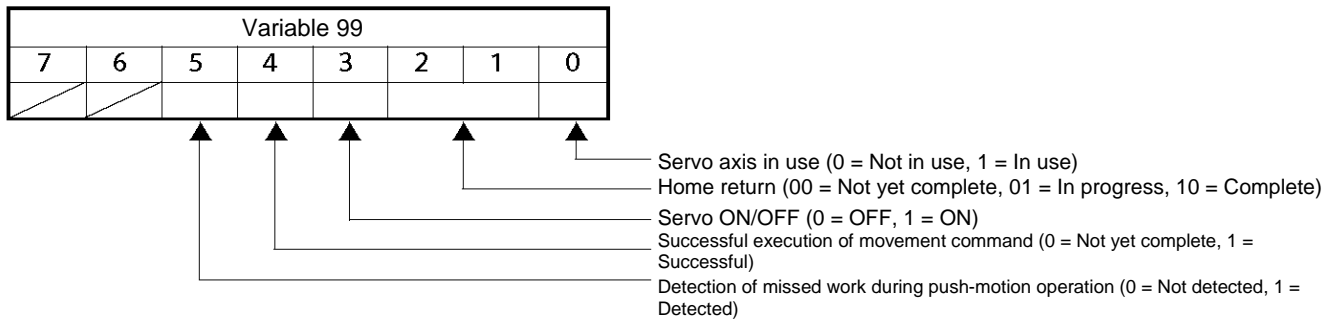 Variable 99
7 6 5 4 3 2 1 0
Servo axis in use (0 = Not in use, 1 = In use)
Home return (00 = Not yet complete, 01 = In progress, 10 = Complete)
Servo ON/OFF (0 = OFF, 1 = ON)
Successful execution of movement command (0 = Not yet complete, 1 =
Successful)
Detection of missed work during push-motion operation (0 = Not detected, 1 =
Detected)